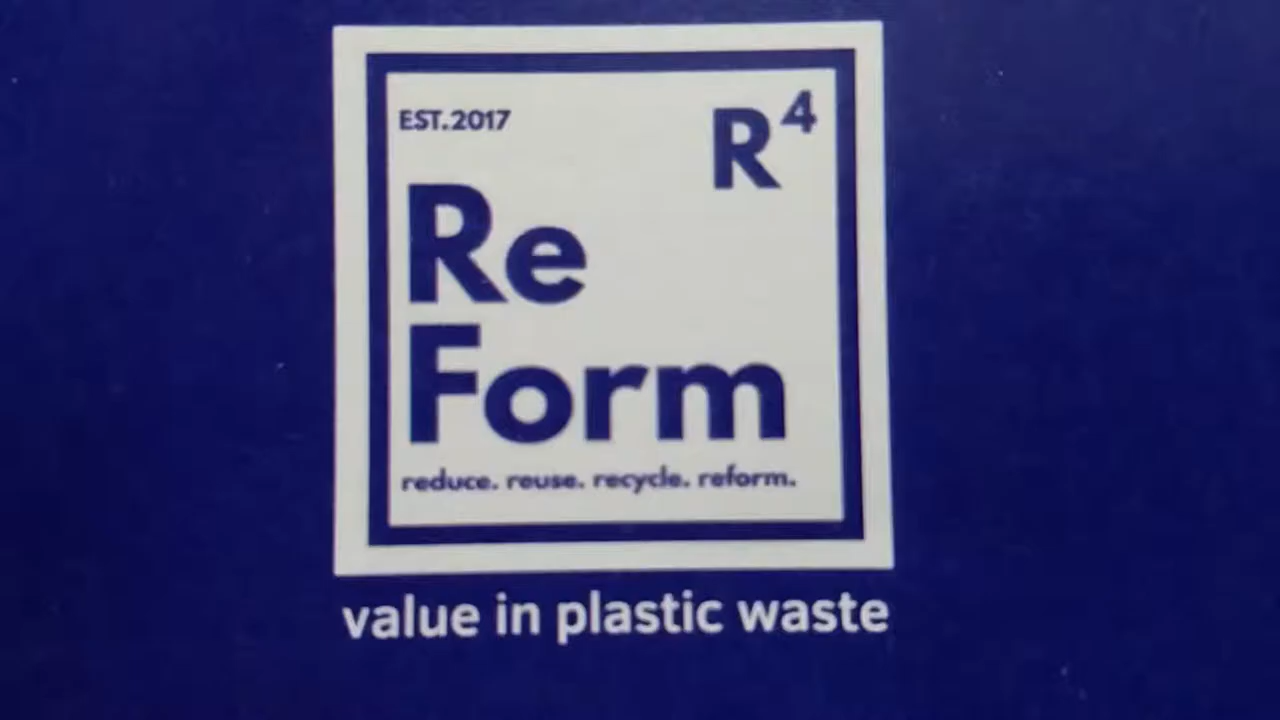 EST.2017
R⁴
Re
Form
reduce. reuse. recycle. reform.
value in plastic waste